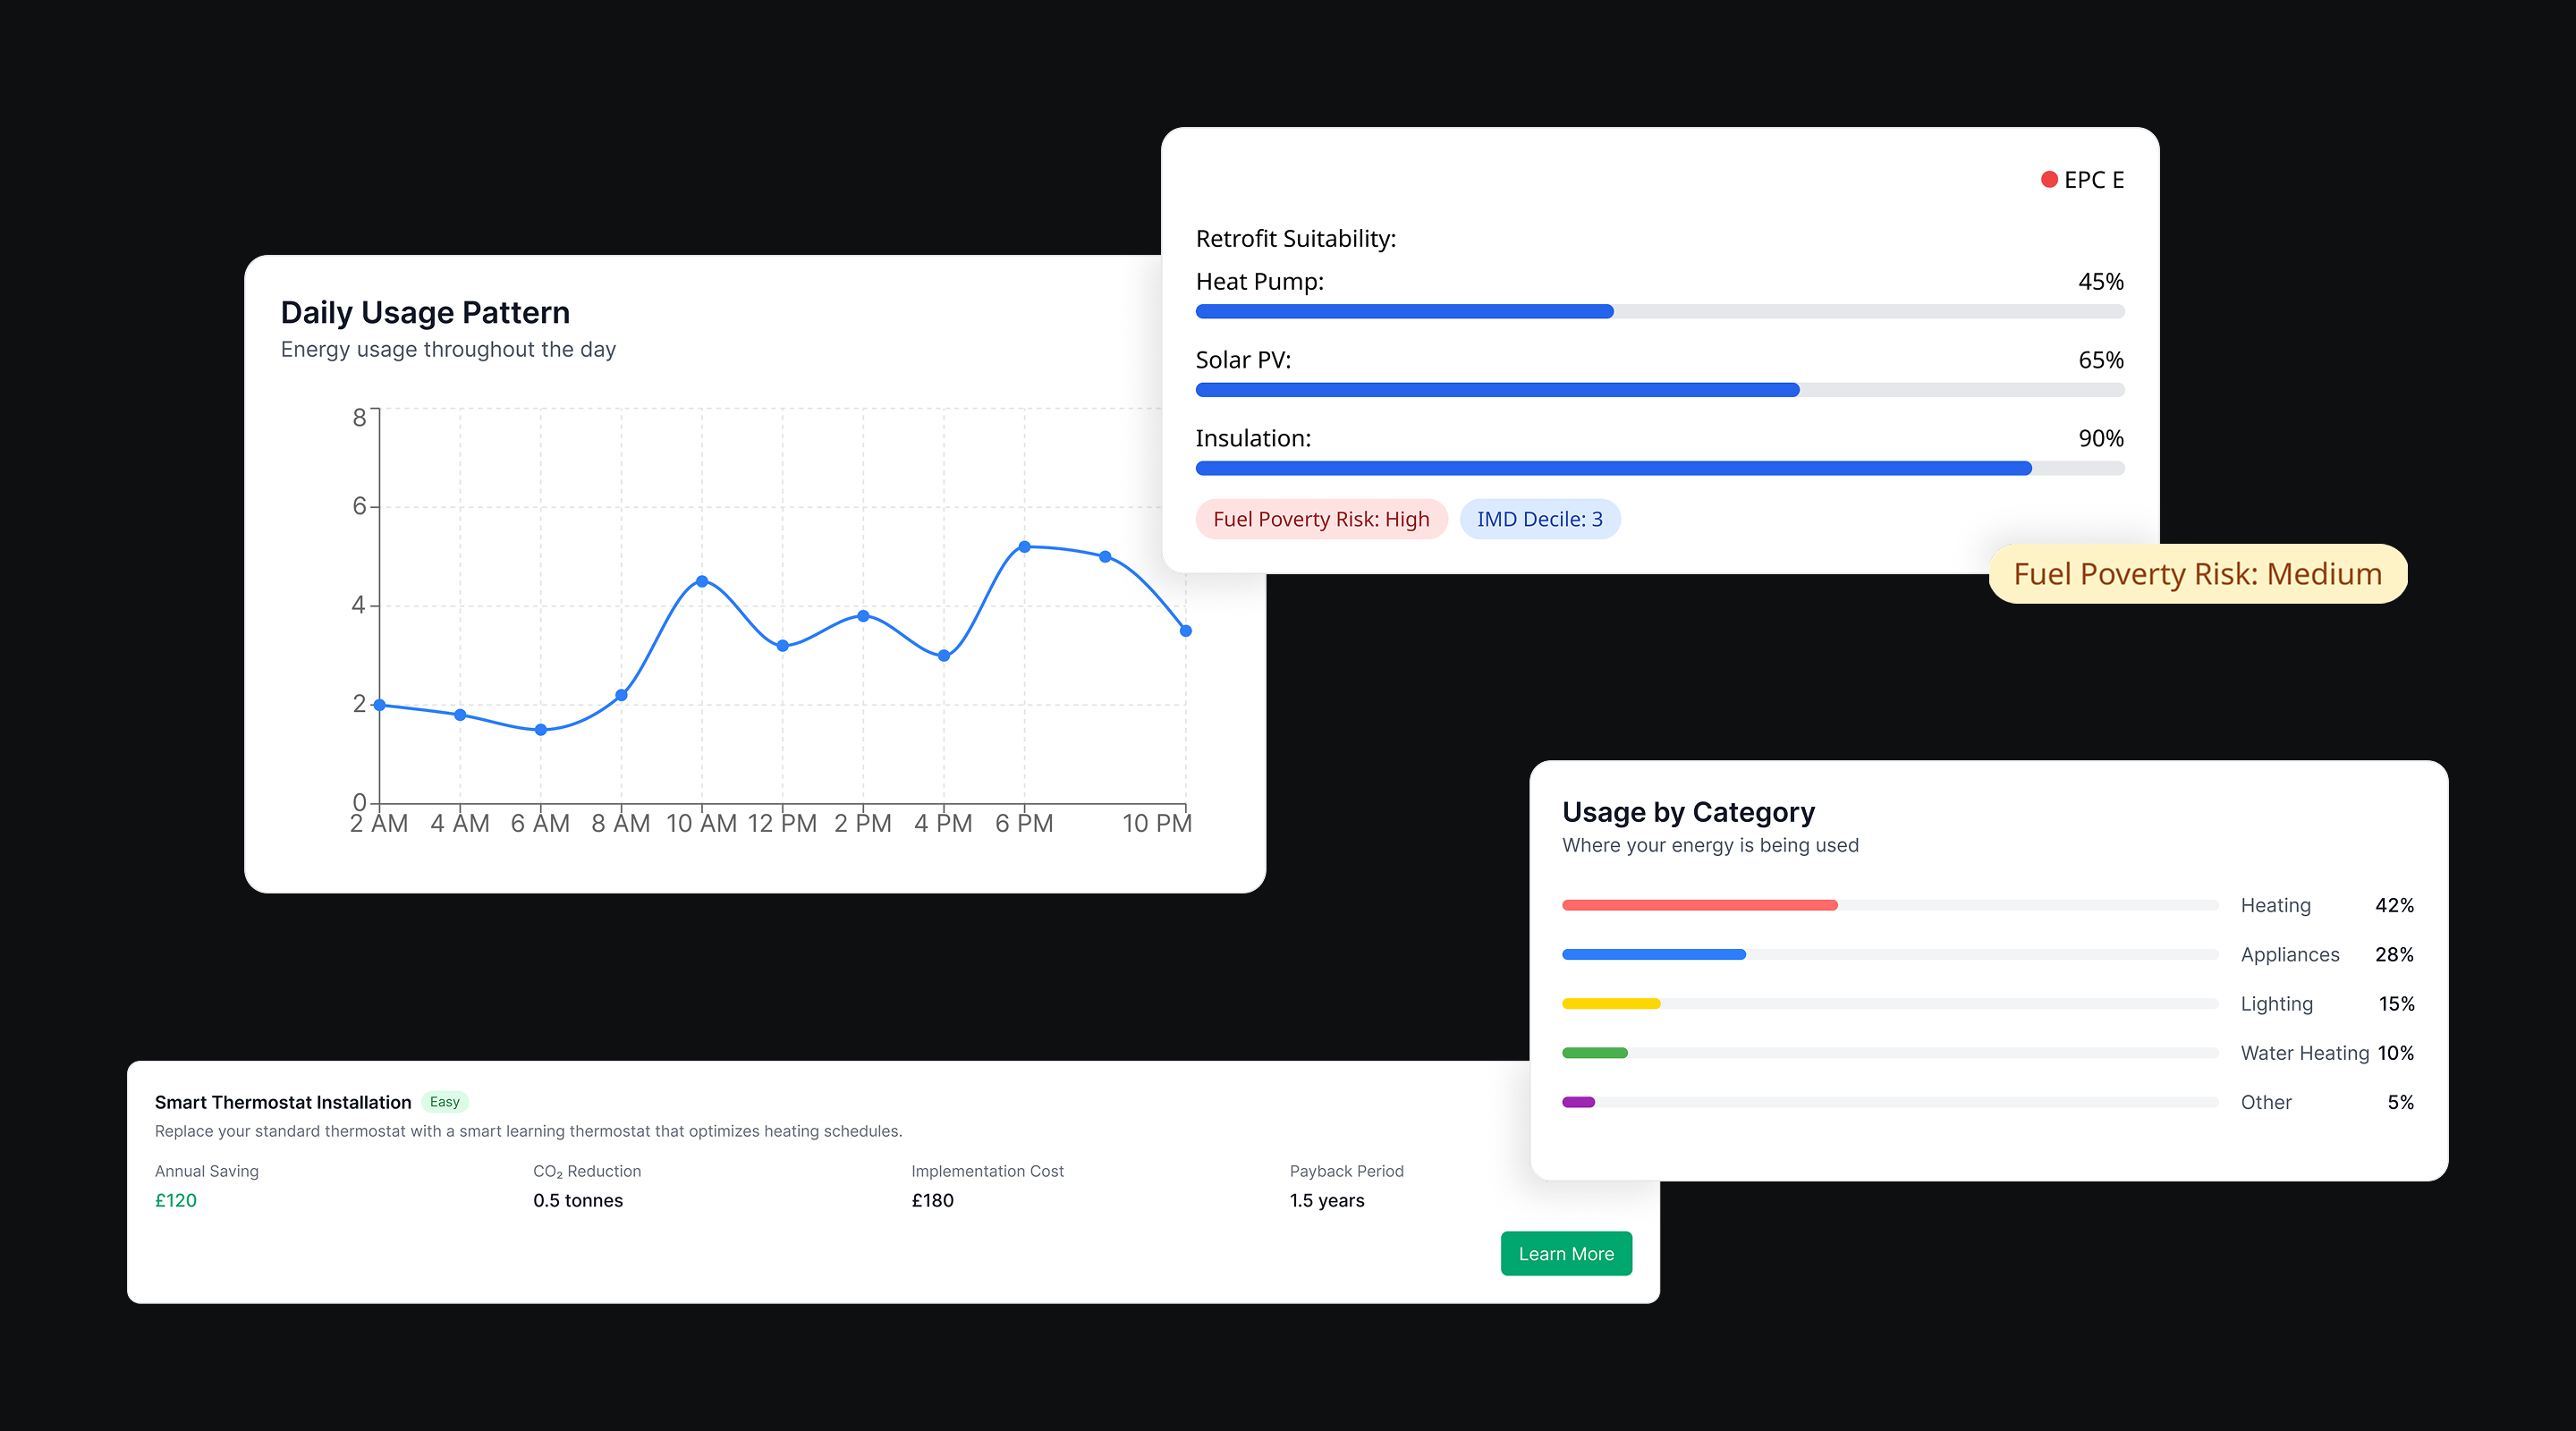 EPC E
Retrofit Suitability:
Heat Pump: 45%
Solar PV: 65%
Insulation: 90%
Fuel Poverty Risk: High IMD Decile: 3
Fuel Poverty Risk: Medium
Daily Usage Pattern
Energy usage throughout the day
8
6
4
2
0
2 AM 4 AM 6 AM 8 AM 10 AM 12 PM 2 PM 4 PM 6 PM 10 PM
Usage by Category
Where your energy is being used
Heating 42%
Appliances 28%
Lighting 15%
Water Heating 10%
Other 5%
Smart Thermostat Installation Easy
Replace your standard thermostat with a smart learning thermostat that optimizes heating schedules.
Annual Saving CO₂ Reduction Implementation Cost Payback Period
£120 0.5 tonnes £180 1.5 years
Learn More